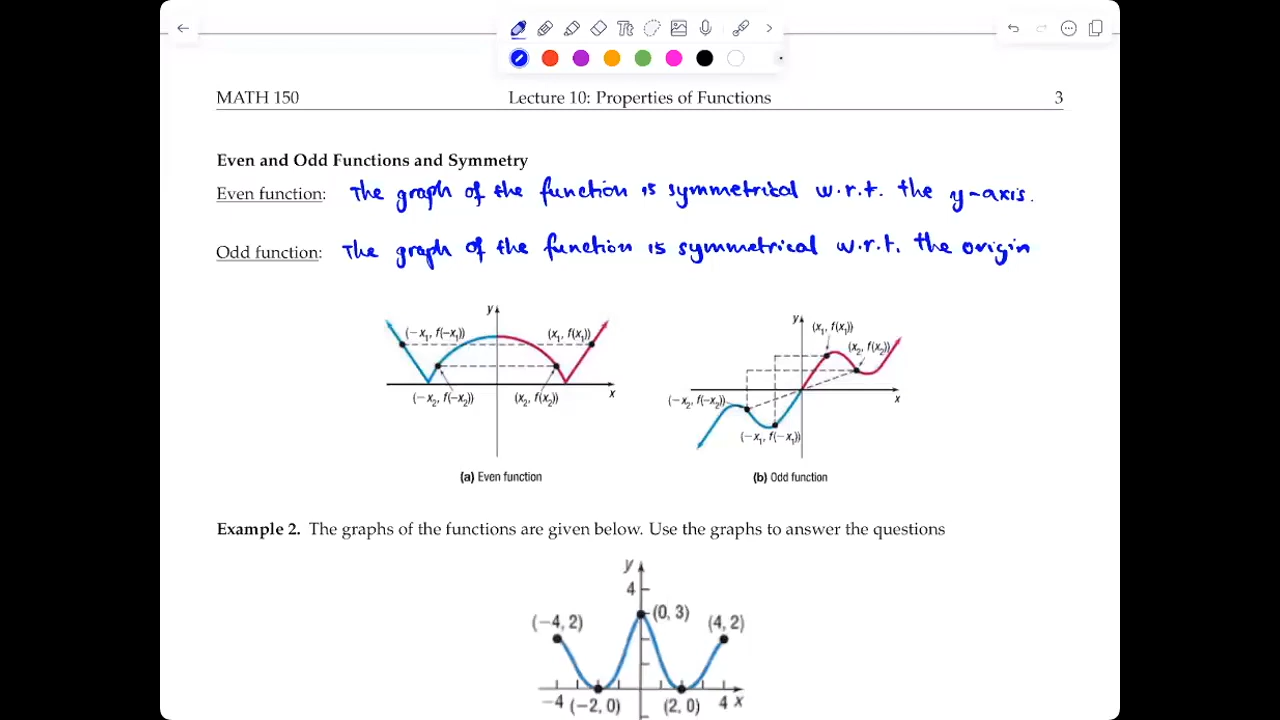 MATH 150 Lecture 10: Properties of Functions 3
Even and Odd Functions and Symmetry
Even function: The graph of the function is symmetrical w.r.t. the y-axis.
Odd function: The graph of the function is symmetrical w.r.t. the origin
y
(−x₁, f(−x₁)) (x₁, f(x₁))
(−x₂, f(−x₂)) (x₂, f(x₂)) x
(a) Even function
y
(x₁, f(x₁))
(x₂, f(x₂))
(−x₂, f(−x₂)) x
(−x₁, f(−x₁))
(b) Odd function
Example 2. The graphs of the functions are given below. Use the graphs to answer the questions
y
4
(−4, 2) (0, 3) (4, 2)
−4 (−2, 0) (2, 0) 4 x